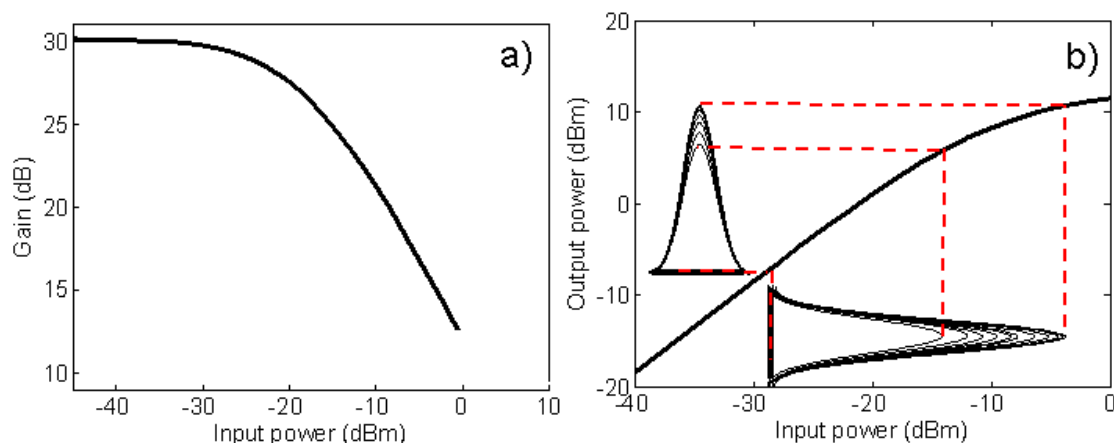 a)
Gain (dB)
30
25
20
15
10
-40 -30 -20 -10 0 10
Input power (dBm)
b)
Output power (dBm)
20
10
0
-10
-20
-40 -30 -20 -10 0
Input power (dBm)